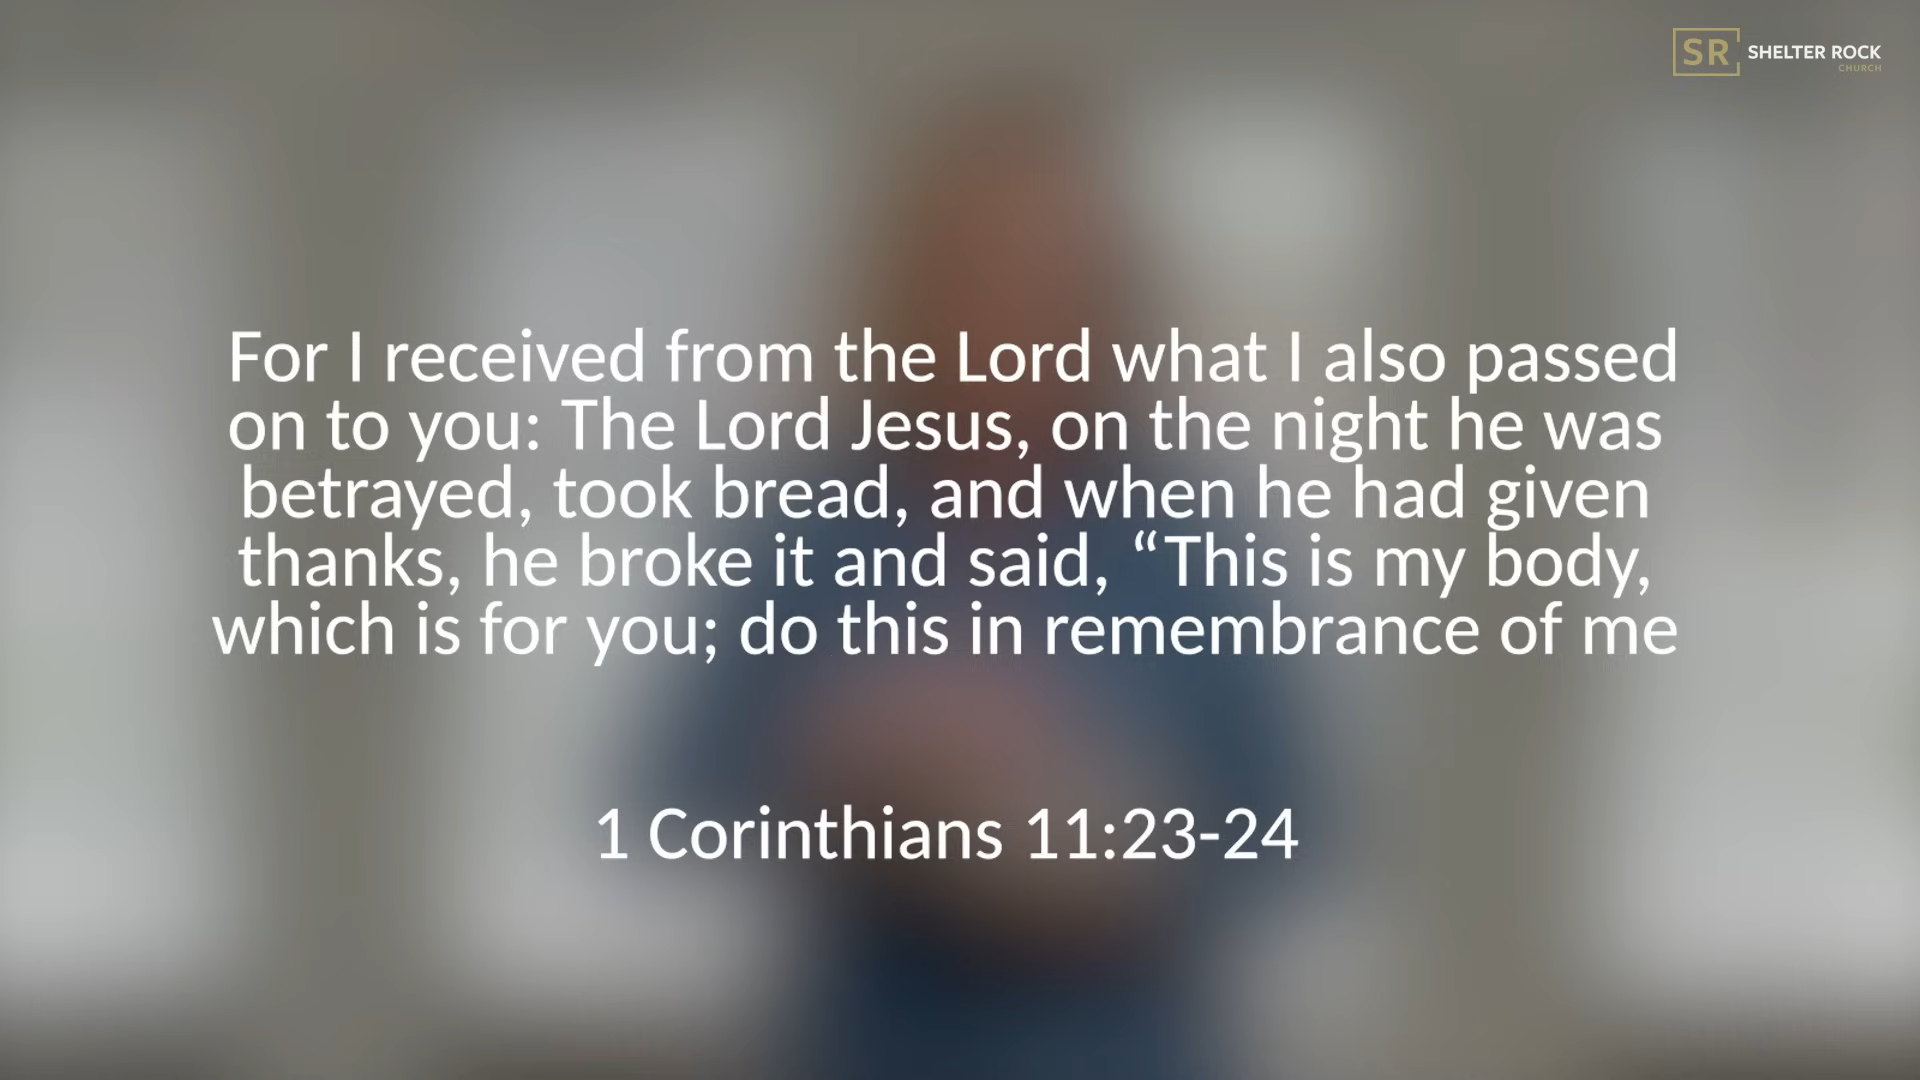 SR SHELTER ROCK
CHURCH
For I received from the Lord what I also passed
on to you: The Lord Jesus, on the night he was
betrayed, took bread, and when he had given
thanks, he broke it and said, “This is my body,
which is for you; do this in remembrance of me
1 Corinthians 11:23-24